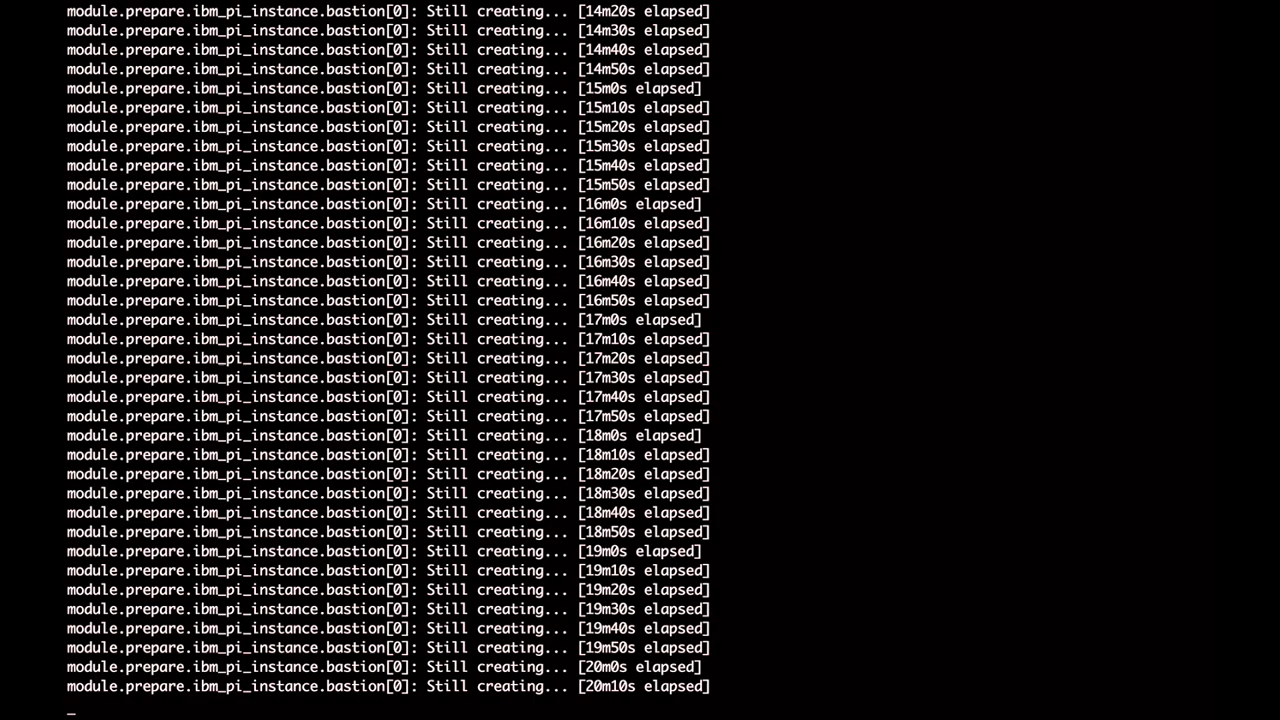 module.prepare.ibm_pi_instance.bastion[0]: Still creating... [14m20s elapsed]
module.prepare.ibm_pi_instance.bastion[0]: Still creating... [14m30s elapsed]
module.prepare.ibm_pi_instance.bastion[0]: Still creating... [14m40s elapsed]
module.prepare.ibm_pi_instance.bastion[0]: Still creating... [14m50s elapsed]
module.prepare.ibm_pi_instance.bastion[0]: Still creating... [15m0s elapsed]
module.prepare.ibm_pi_instance.bastion[0]: Still creating... [15m10s elapsed]
module.prepare.ibm_pi_instance.bastion[0]: Still creating... [15m20s elapsed]
module.prepare.ibm_pi_instance.bastion[0]: Still creating... [15m30s elapsed]
module.prepare.ibm_pi_instance.bastion[0]: Still creating... [15m40s elapsed]
module.prepare.ibm_pi_instance.bastion[0]: Still creating... [15m50s elapsed]
module.prepare.ibm_pi_instance.bastion[0]: Still creating... [16m0s elapsed]
module.prepare.ibm_pi_instance.bastion[0]: Still creating... [16m10s elapsed]
module.prepare.ibm_pi_instance.bastion[0]: Still creating... [16m20s elapsed]
module.prepare.ibm_pi_instance.bastion[0]: Still creating... [16m30s elapsed]
module.prepare.ibm_pi_instance.bastion[0]: Still creating... [16m40s elapsed]
module.prepare.ibm_pi_instance.bastion[0]: Still creating... [16m50s elapsed]
module.prepare.ibm_pi_instance.bastion[0]: Still creating... [17m0s elapsed]
module.prepare.ibm_pi_instance.bastion[0]: Still creating... [17m10s elapsed]
module.prepare.ibm_pi_instance.bastion[0]: Still creating... [17m20s elapsed]
module.prepare.ibm_pi_instance.bastion[0]: Still creating... [17m30s elapsed]
module.prepare.ibm_pi_instance.bastion[0]: Still creating... [17m40s elapsed]
module.prepare.ibm_pi_instance.bastion[0]: Still creating... [17m50s elapsed]
module.prepare.ibm_pi_instance.bastion[0]: Still creating... [18m0s elapsed]
module.prepare.ibm_pi_instance.bastion[0]: Still creating... [18m10s elapsed]
module.prepare.ibm_pi_instance.bastion[0]: Still creating... [18m20s elapsed]
module.prepare.ibm_pi_instance.bastion[0]: Still creating... [18m30s elapsed]
module.prepare.ibm_pi_instance.bastion[0]: Still creating... [18m40s elapsed]
module.prepare.ibm_pi_instance.bastion[0]: Still creating... [18m50s elapsed]
module.prepare.ibm_pi_instance.bastion[0]: Still creating... [19m0s elapsed]
module.prepare.ibm_pi_instance.bastion[0]: Still creating... [19m10s elapsed]
module.prepare.ibm_pi_instance.bastion[0]: Still creating... [19m20s elapsed]
module.prepare.ibm_pi_instance.bastion[0]: Still creating... [19m30s elapsed]
module.prepare.ibm_pi_instance.bastion[0]: Still creating... [19m40s elapsed]
module.prepare.ibm_pi_instance.bastion[0]: Still creating... [19m50s elapsed]
module.prepare.ibm_pi_instance.bastion[0]: Still creating... [20m0s elapsed]
module.prepare.ibm_pi_instance.bastion[0]: Still creating... [20m10s elapsed]